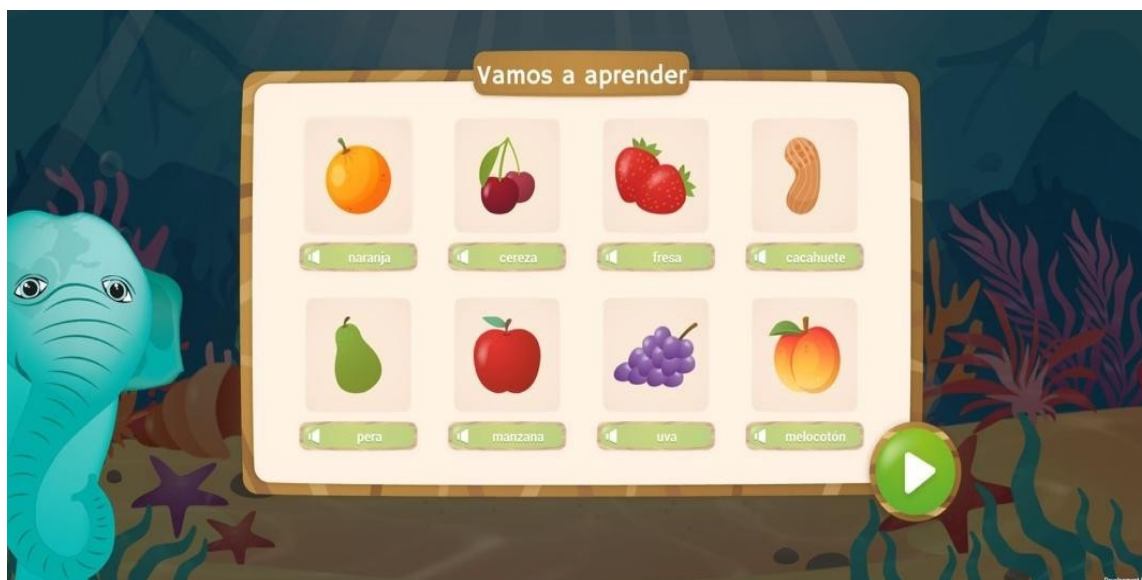 Vamos a aprender
naranja cereza fresa cacahuete
pera manzana uva melocotón